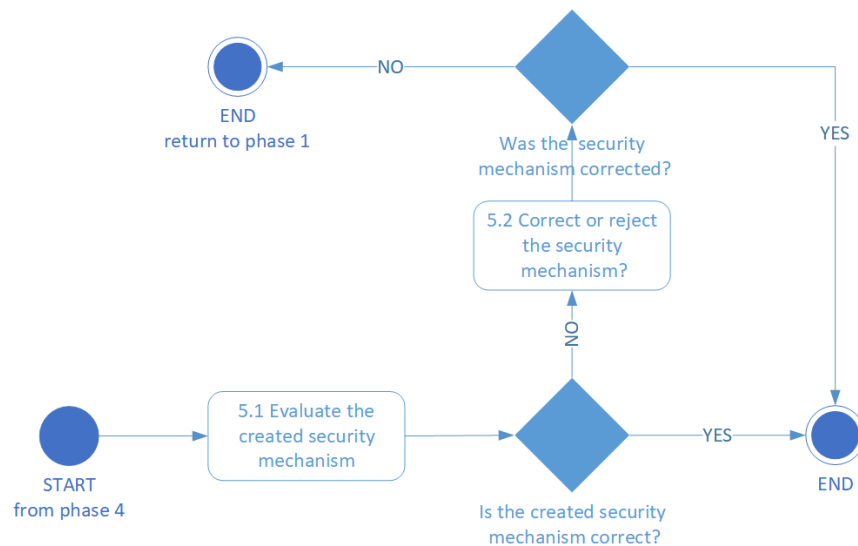 NO
END
return to phase 1
Was the security
mechanism corrected?
YES
5.2 Correct or reject
the security
mechanism?
NO
5.1 Evaluate the
created security
mechanism
YES
START
from phase 4
END
Is the created security
mechanism correct?